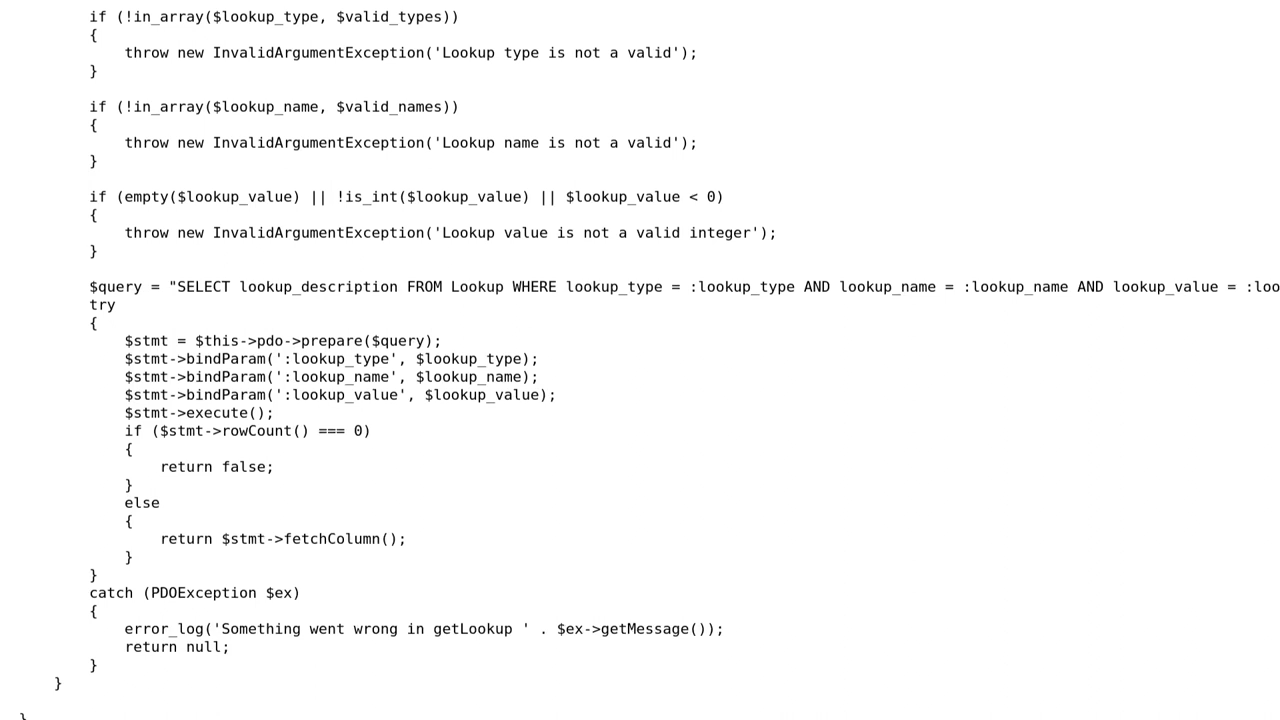 if (!in_array($lookup_type, $valid_types))
{
throw new InvalidArgumentException('Lookup type is not a valid');
}
if (!in_array($lookup_name, $valid_names))
{
throw new InvalidArgumentException('Lookup name is not a valid');
}
if (empty($lookup_value) || !is_int($lookup_value) || $lookup_value < 0)
{
throw new InvalidArgumentException('Lookup value is not a valid integer');
}
$query = "SELECT lookup_description FROM Lookup WHERE lookup_type = :lookup_type AND lookup_name = :lookup_name AND lookup_value = :loo
try
{
$stmt = $this->pdo->prepare($query);
$stmt->bindParam(':lookup_type', $lookup_type);
$stmt->bindParam(':lookup_name', $lookup_name);
$stmt->bindParam(':lookup_value', $lookup_value);
$stmt->execute();
if ($stmt->rowCount() === 0)
{
return false;
}
else
{
return $stmt->fetchColumn();
}
}
catch (PDOException $ex)
{
error_log('Something went wrong in getLookup ' . $ex->getMessage());
return null;
}
}
}